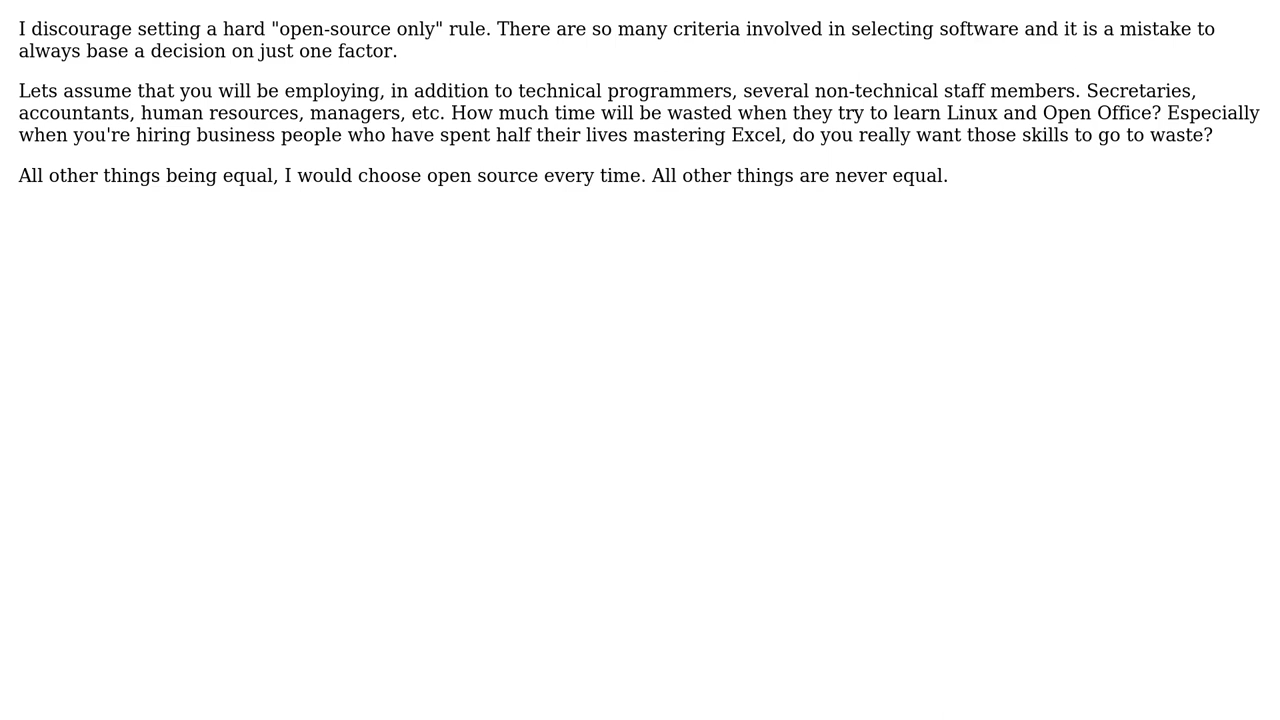 I discourage setting a hard "open-source only" rule. There are so many criteria involved in selecting software and it is a mistake to
always base a decision on just one factor.
Lets assume that you will be employing, in addition to technical programmers, several non-technical staff members. Secretaries,
accountants, human resources, managers, etc. How much time will be wasted when they try to learn Linux and Open Office? Especially
when you're hiring business people who have spent half their lives mastering Excel, do you really want those skills to go to waste?
All other things being equal, I would choose open source every time. All other things are never equal.